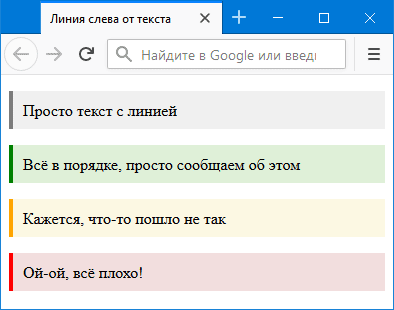 Линия слева от текста
Найдите в Google или введи
Просто текст с линией
Всё в порядке, просто сообщаем об этом
Кажется, что-то пошло не так
Ой-ой, всё плохо!